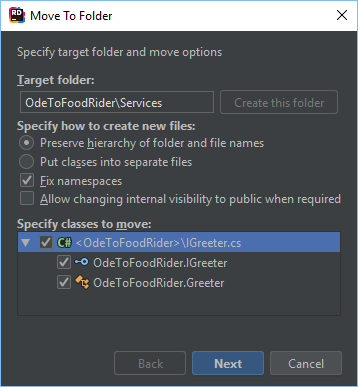 RD
Move To Folder
Specify target folder and move options
Target folder:
OdeToFoodRider\Services
Create this folder
Specify how to create new files:
Preserve hierarchy of folder and file names
Put classes into separate files
Fix namespaces
Allow changing internal visibility to public when required
Specify classes to move:
C# <OdeToFoodRider>\IGreeter.cs
OdeToFoodRider.IGreeter
OdeToFoodRider.Greeter
Back
Next
Cancel